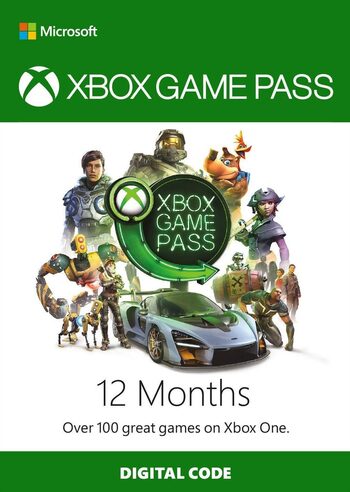 Microsoft
XBOX GAME PASS
XBOX
GAME
PASS
12 Months
Over 100 great games on Xbox One.
DIGITAL CODE